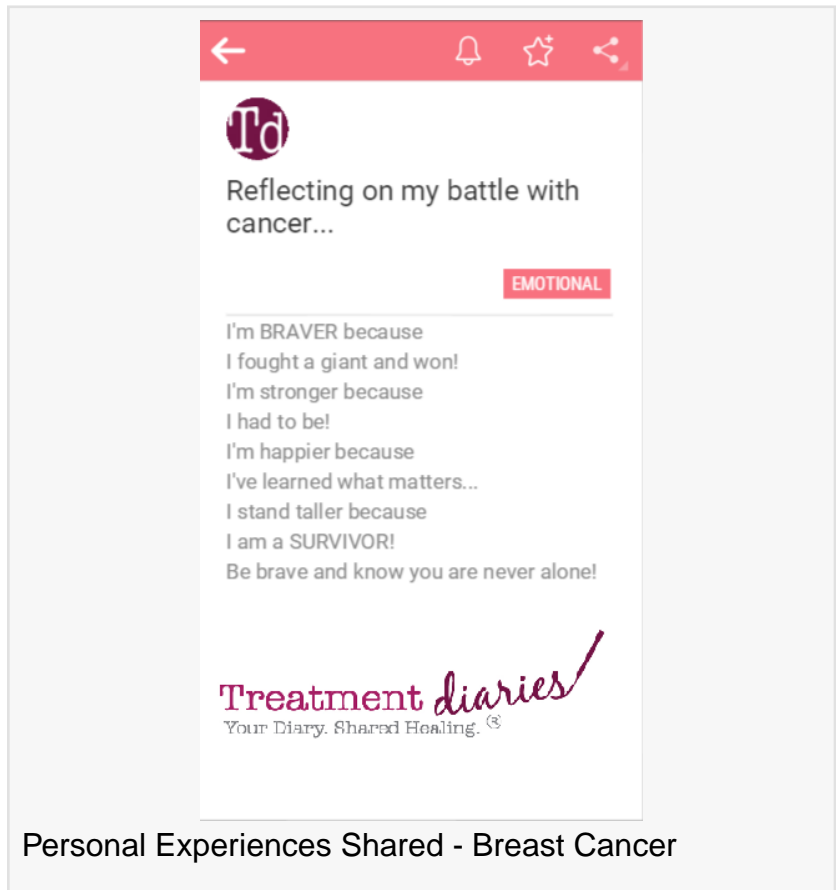 Td
Reflecting on my battle with
cancer...
EMOTIONAL
I'm BRAVER because
I fought a giant and won!
I'm stronger because
I had to be!
I'm happier because
I've learned what matters...
I stand taller because
I am a SURVIVOR!
Be brave and know you are never alone!
Treatment diaries
Your Diary. Shared Healing. ®
Personal Experiences Shared - Breast Cancer